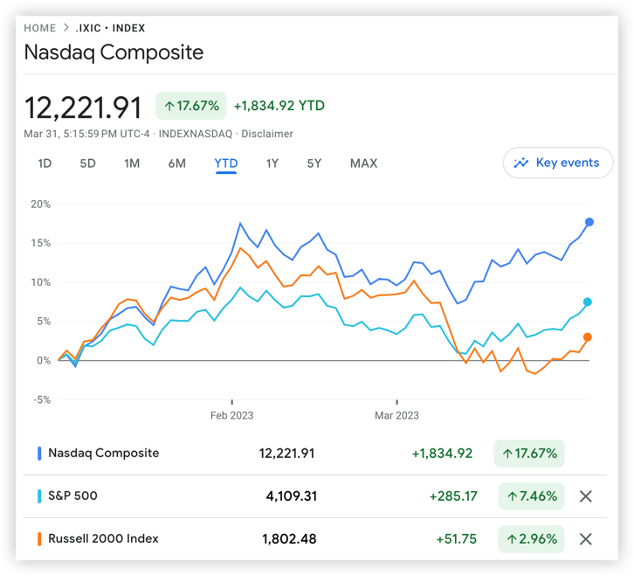 HOME > .IXIC • INDEX
Nasdaq Composite
12,221.91 ↑17.67% +1,834.92 YTD
Mar 31, 5:15:59 PM UTC-4 · INDEXNASDAQ · Disclaimer
1D 5D 1M 6M YTD 1Y 5Y MAX Key events
20%
15%
10%
5%
0%
-5%
Feb 2023 Mar 2023
Nasdaq Composite 12,221.91 +1,834.92 ↑17.67%
S&P 500 4,109.31 +285.17 ↑7.46%
Russell 2000 Index 1,802.48 +51.75 ↑2.96%